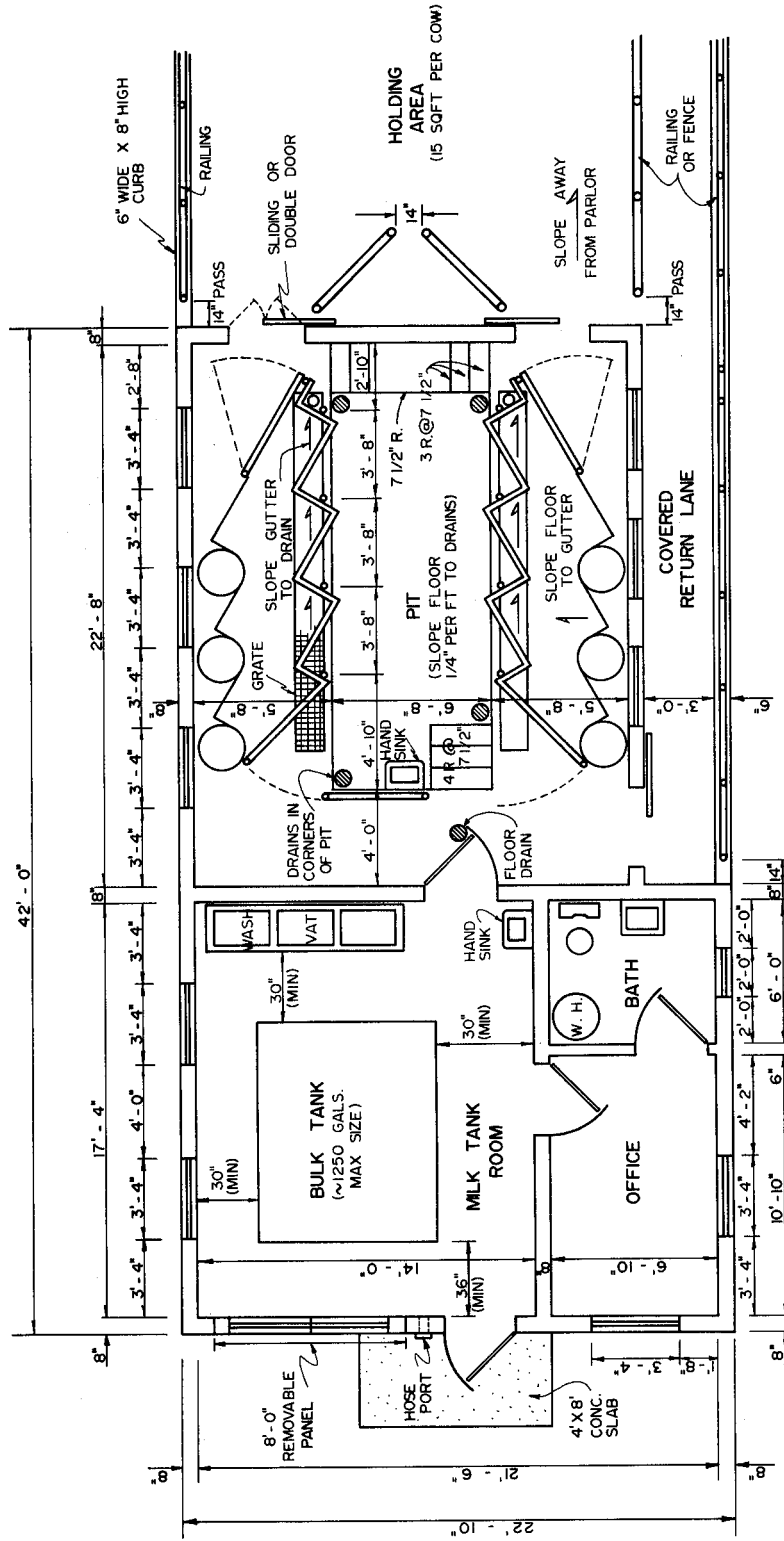 42' - 0"
8"
17' - 4"
8"
22' - 8"
8"
3' - 4"
3' - 4"
4' - 0"
3' - 4"
3' - 4"
3' - 4"
3' - 4"
3' - 4"
3' - 4"
3' - 4"
3' - 4"
2' - 8"
6" WIDE X 8" HIGH
CURB
RAILING
14" PASS
SLIDING OR
DOUBLE DOOR
HOLDING
AREA
(15 SQFT PER COW)
14"
SLOPE AWAY
FROM PARLOR
14" PASS
RAILING
OR FENCE
8'-0"
REMOVABLE
PANEL
HOSE
PORT
4'X8'
CONC.
SLAB
8"
21' - 6"
8"
22' - 10"
30"
(MIN)
30"
(MIN)
WASH
VAT
BULK TANK
(~1250 GALS.
MAX SIZE)
14' - 0"
36"
(MIN)
30"
(MIN)
MILK TANK
ROOM
HAND
SINK
8"
6' - 10"
OFFICE
W. H.
BATH
3' - 4"
1'-8"
8"
5' - 8"
GRATE
SLOPE GUTTER
TO DRAIN
DRAINS IN
CORNERS
OF PIT
4' - 0"
4' - 10"
3' - 8"
3' - 8"
3' - 8"
2'-10"
HAND
SINK
6' - 8"
PIT
(SLOPE FLOOR
1/4" PER FT TO DRAINS)
7 1/2" R.
3 R.@7 1/2"
4 R @
7 1/2"
FLOOR
DRAIN
5' - 8"
SLOPE FLOOR
TO GUTTER
8"
COVERED
RETURN LANE
3'-0"
6"
3'-4"
3' - 4"
4' - 2"
2'-0"
2'-0"
2'-0"
8"
10' - 10"
6"
6' - 0"
8"
14"